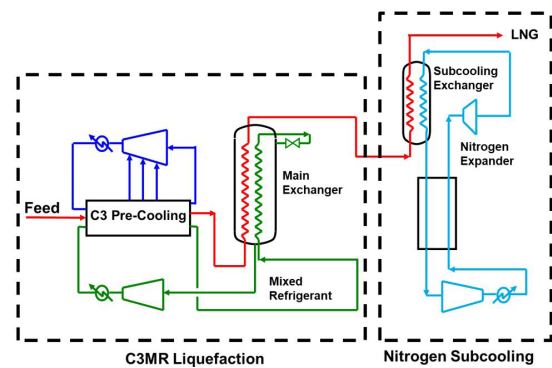 LNG
Subcooling
Exchanger
Nitrogen
Expander
Main
Exchanger
Feed
C3 Pre-Cooling
Mixed
Refrigerant
C3MR Liquefaction
Nitrogen Subcooling